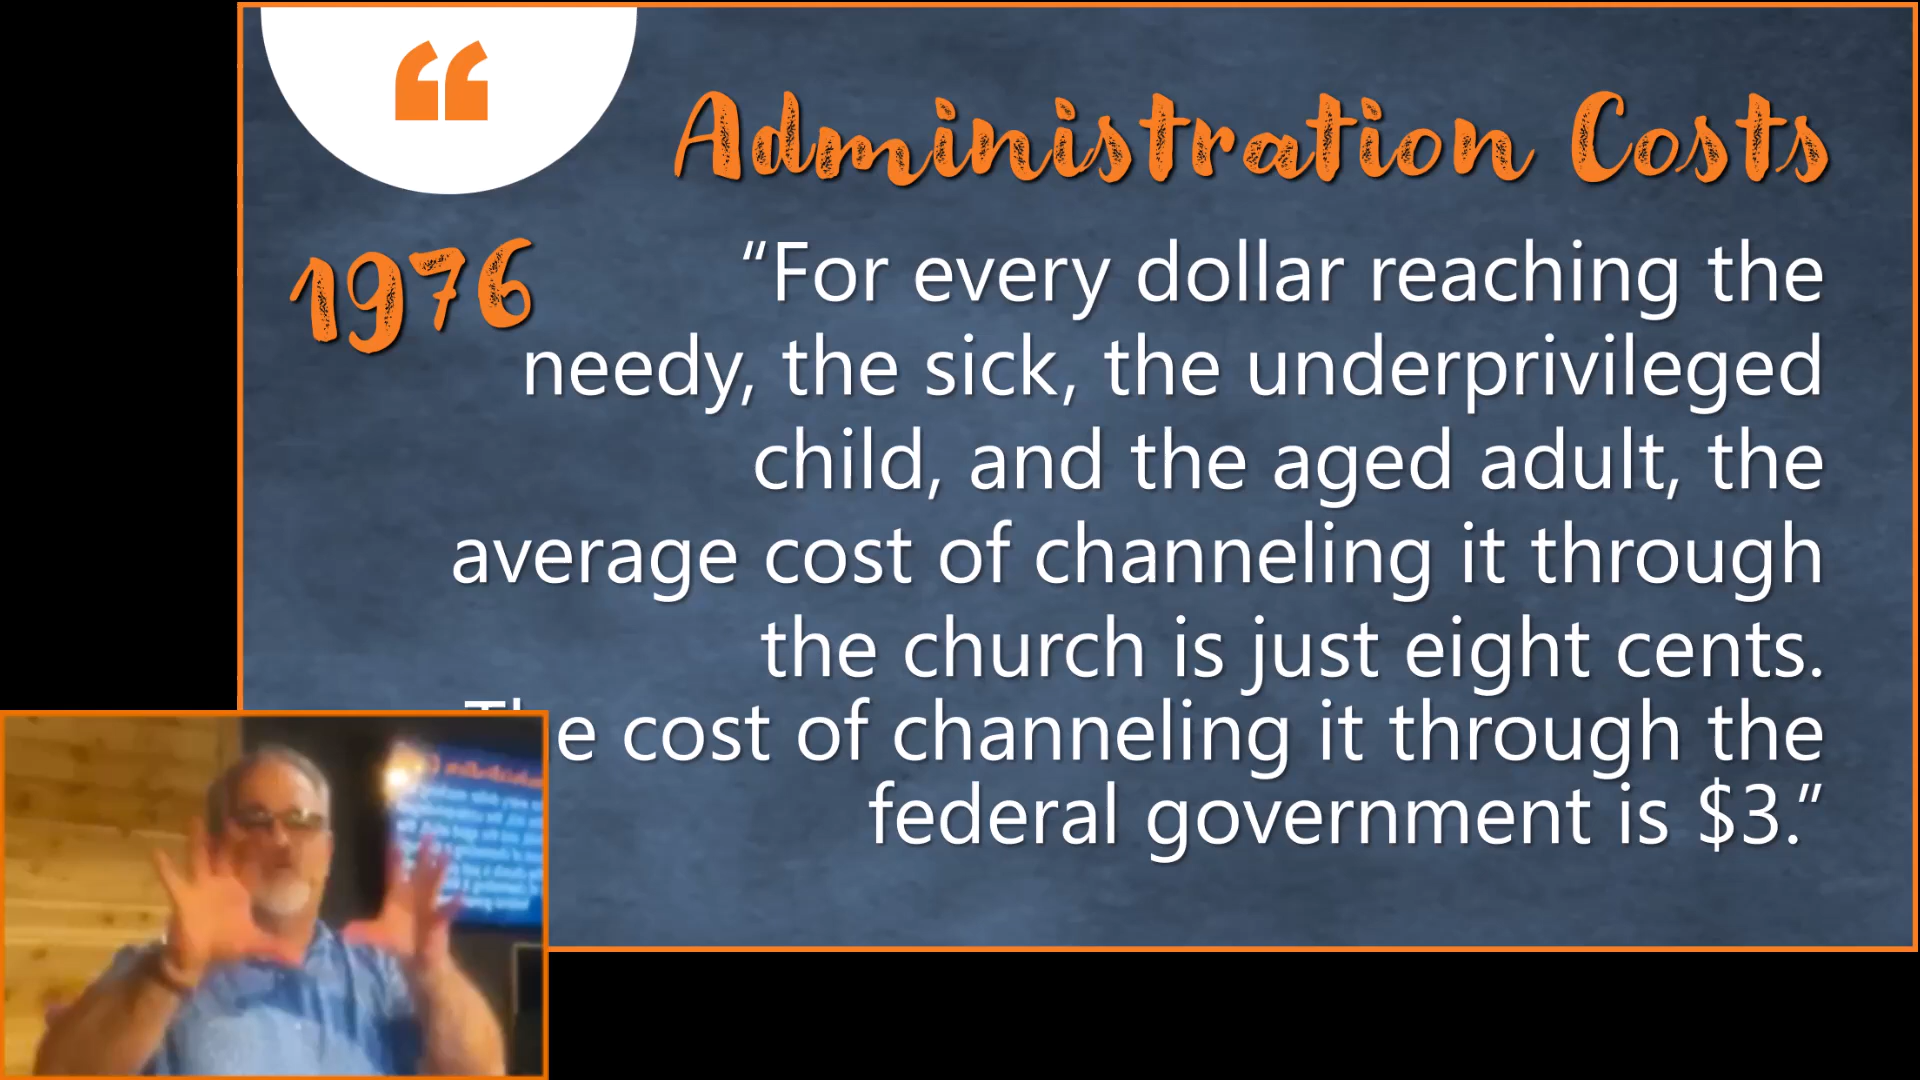 “
Administration Costs
1976
“For every dollar reaching the
needy, the sick, the underprivileged
child, and the aged adult, the
average cost of channeling it through
the church is just eight cents.
The cost of channeling it through the
federal government is $3.”